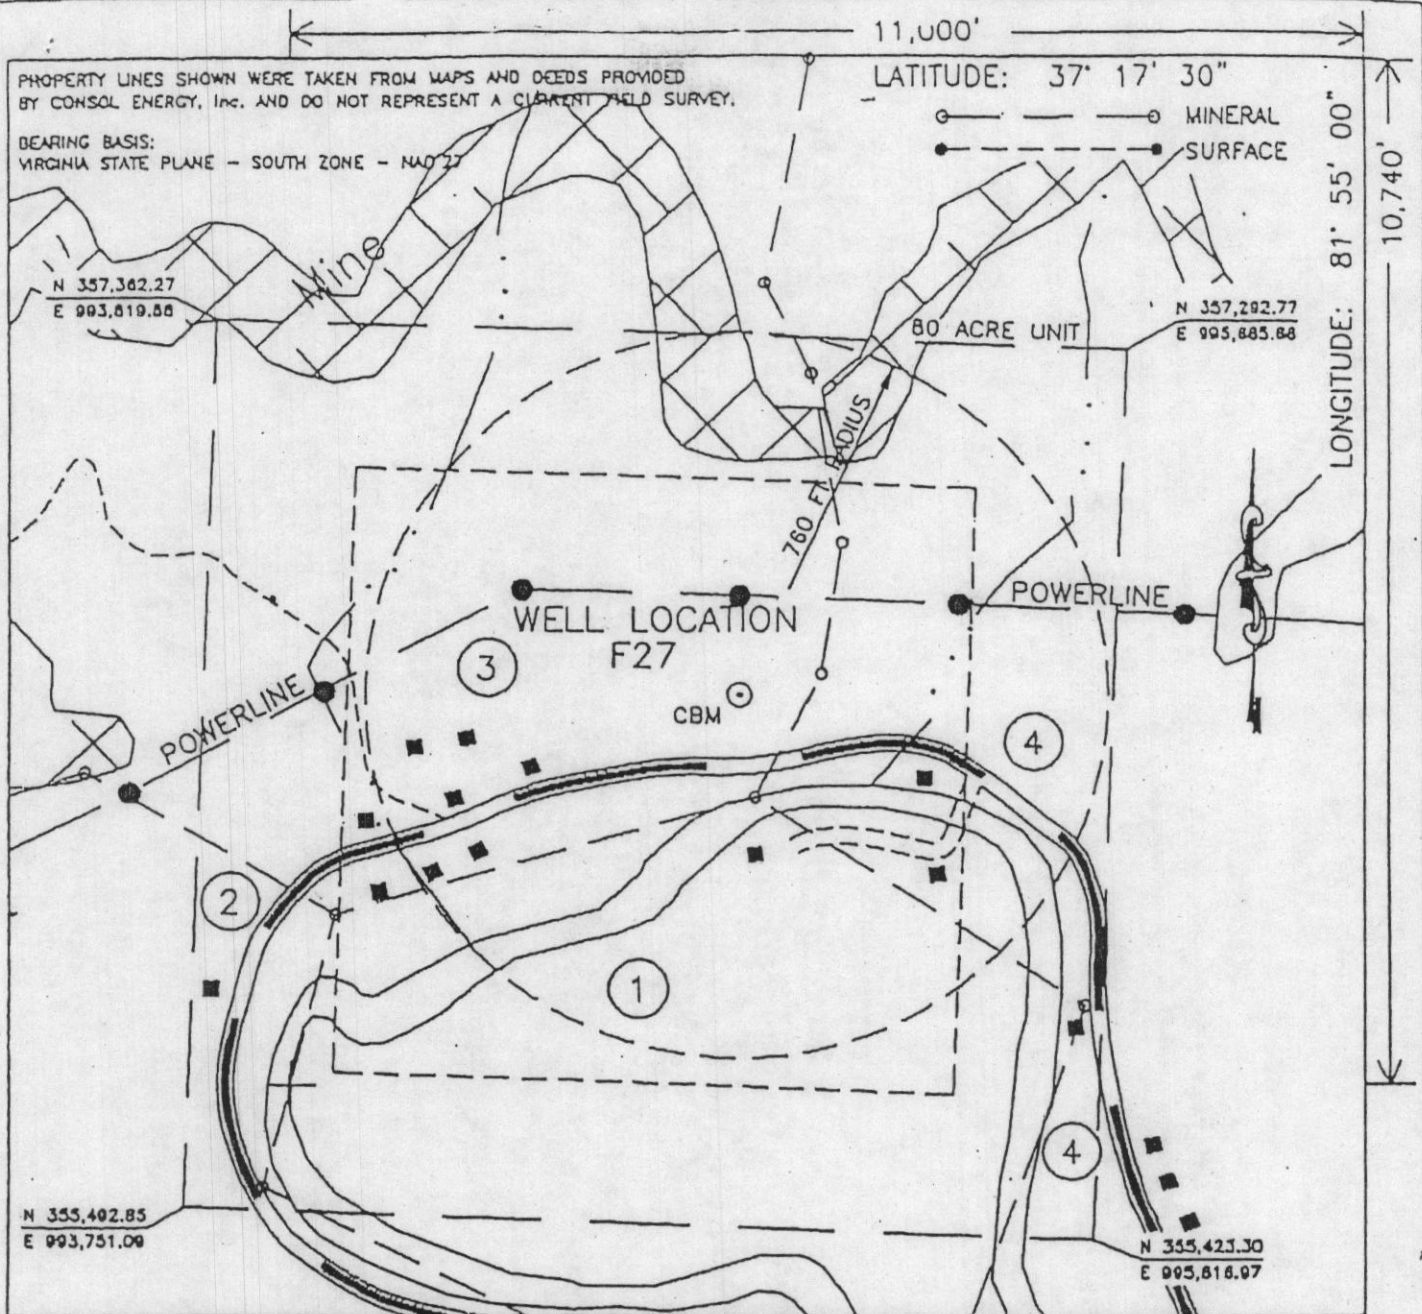 11,000'
PROPERTY LINES SHOWN WERE TAKEN FROM MAPS AND DEEDS PROVIDED
BY CONSOL ENERGY, Inc. AND DO NOT REPRESENT A CURRENT FIELD SURVEY.
BEARING BASIS:
VIRGINIA STATE PLANE - SOUTH ZONE - NAD 27
LATITUDE: 37° 17' 30"
MINERAL
SURFACE
LONGITUDE: 81° 55' 00"
10,740'
Mine
N 357,362.27
E 993,819.88
N 357,292.77
E 995,885.88
80 ACRE UNIT
760 FT. RADIUS
POWERLINE
WELL LOCATION
F27
3
CBM
POWERLINE
4
2
1
4
N 355,492.85
E 993,751.09
N 355,423.30
E 995,816.97